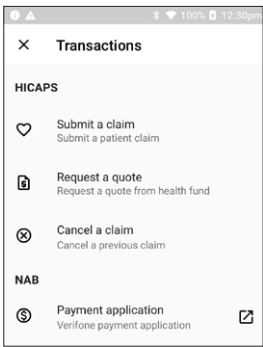 100% 12:30pm
Transactions
HICAPS
Submit a claim
Submit a patient claim
Request a quote
Request a quote from health fund
Cancel a claim
Cancel a previous claim
NAB
Payment application
Verifone payment application